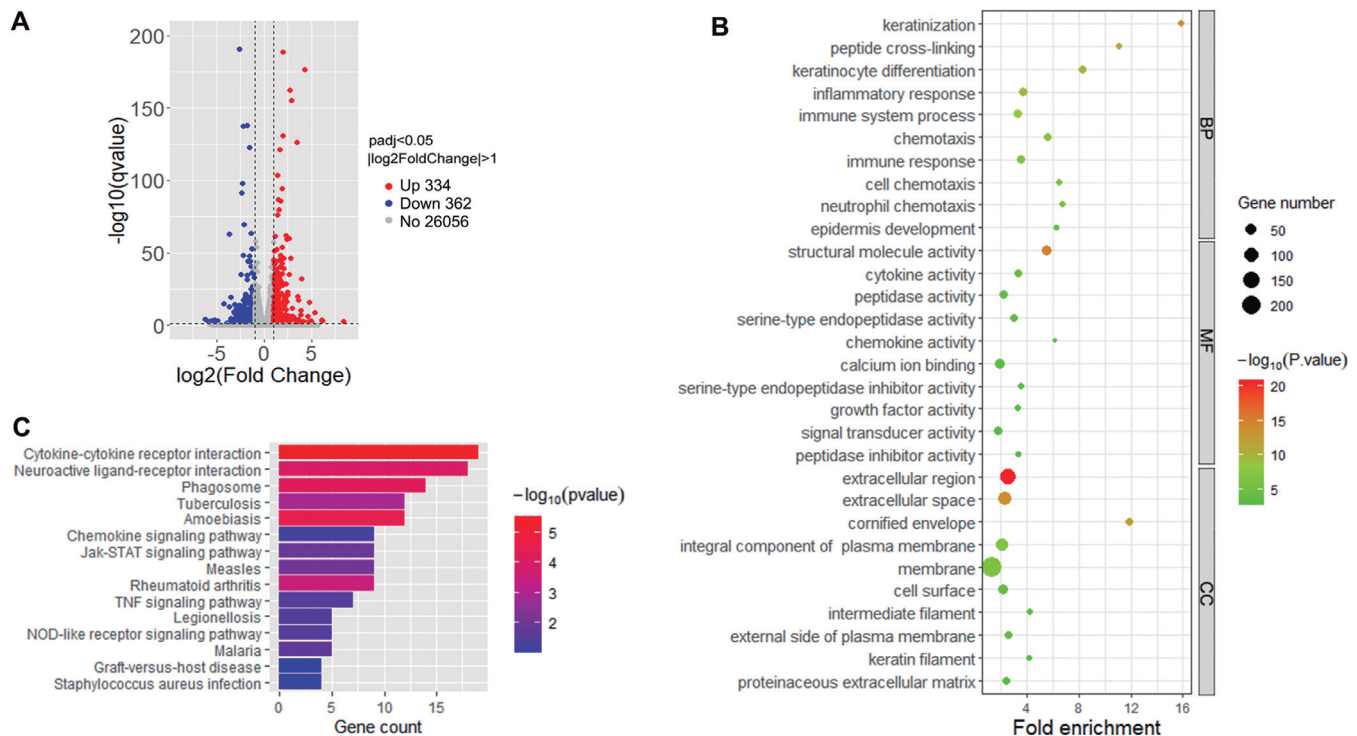 A
200
150
100
50
0
-log10(qvalue)
-5
0
5
log2(Fold Change)
padj<0.05
|log2FoldChange|>1
Up 334
Down 362
No 26056
B
keratinization
peptide cross-linking
keratinocyte differentiation
inflammatory response
immune system process
chemotaxis
immune response
cell chemotaxis
neutrophil chemotaxis
epidermis development
structural molecule activity
cytokine activity
peptidase activity
serine-type endopeptidase activity
chemokine activity
calcium ion binding
serine-type endopeptidase inhibitor activity
growth factor activity
signal transducer activity
peptidase inhibitor activity
extracellular region
extracellular space
cornified envelope
integral component of plasma membrane
membrane
cell surface
intermediate filament
external side of plasma membrane
keratin filament
proteinaceous extracellular matrix
BP
MF
CC
4
8
12
16
Fold enrichment
Gene number
50
100
150
200
−log10(P.value)
20
15
10
5
C
Cytokine-cytokine receptor interaction
Neuroactive ligand-receptor interaction
Phagosome
Tuberculosis
Amoebiasis
Chemokine signaling pathway
Jak-STAT signaling pathway
Measles
Rheumatoid arthritis
TNF signaling pathway
Legionellosis
NOD-like receptor signaling pathway
Malaria
Graft-versus-host disease
Staphylococcus aureus infection
0
5
10
15
Gene count
−log10(pvalue)
5
4
3
2